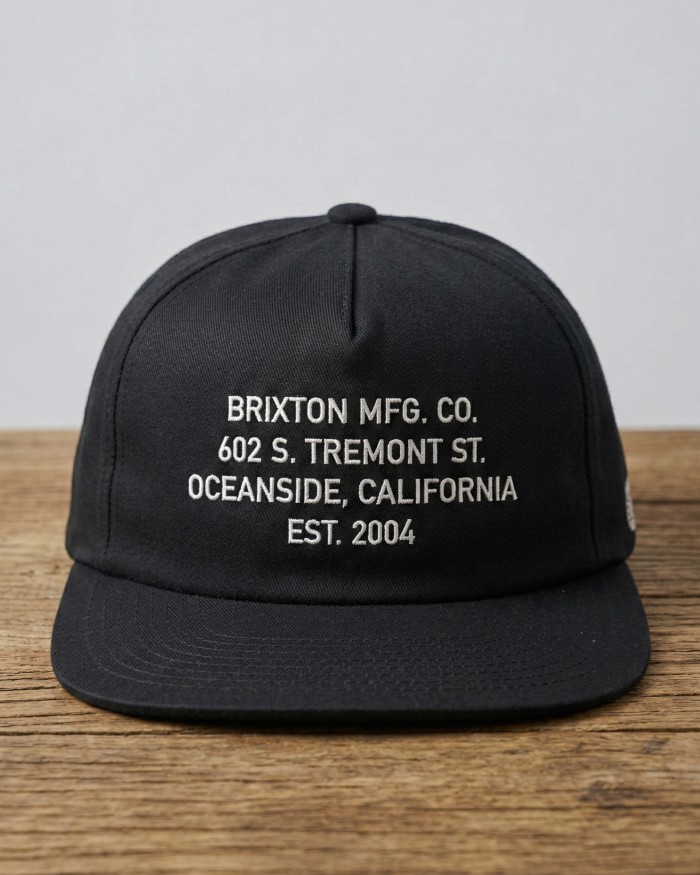 BRIXTON MFG. CO.
602 S. TREMONT ST.
OCEANSIDE, CALIFORNIA
EST. 2004